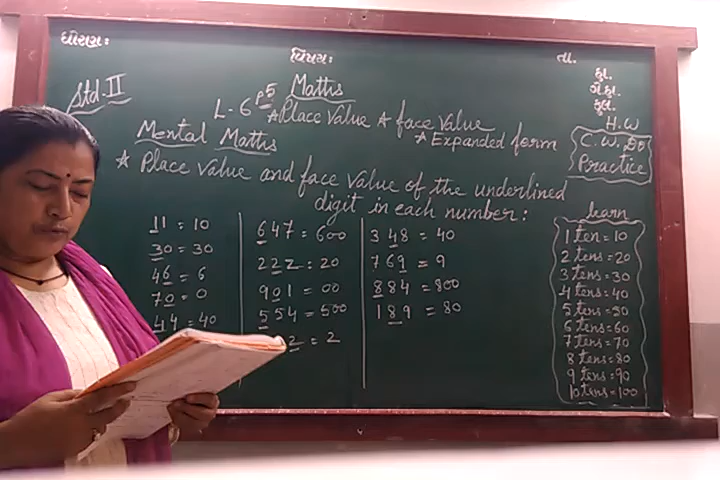 ધોરણ:
વિષય:
તા.
Maths
Std-II
L-6 P5
*Place Value * face value
* Expanded form
Mental Maths
* Place value and face value of the underlined
digit in each number:
હા.
ગે.હા.
કુલ.
H.W
C.W. Do
Practice
11 = 10
30 = 30
46 = 6
70 = 0
44 = 40
647 = 600
222 = 20
901 = 00
554 = 500
2 = 2
348 = 40
769 = 9
884 = 800
189 = 80
learn
1 ten = 10
2 tens = 20
3 tens = 30
4 tens = 40
5 tens = 50
6 tens = 60
7 tens = 70
8 tens = 80
9 tens = 90
10 tens = 100